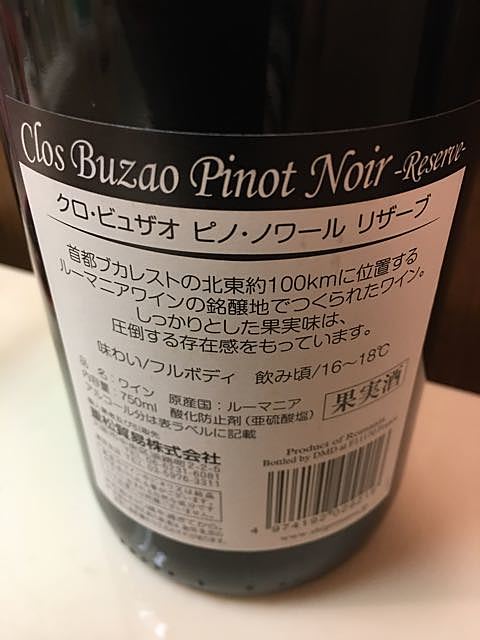 Clos Buzao Pinot Noir -Reserve-
クロ・ビュザオ ピノ・ノワール リザーブ
首都ブカレストの北東約100kmに位置する
ルーマニアワインの銘醸地でつくられたワイン。
しっかりとした果実味は、
圧倒する存在感をもっています。
味わい/フルボディ 飲み頃/16～18℃
品名:ワイン 原産国:ルーマニア
内容量:750ml 酸化防止剤(亜硫酸塩)
アルコール分は表ラベルに記載
果実酒
重松貿易株式会社
Product of Romania
Bottled by DMD at